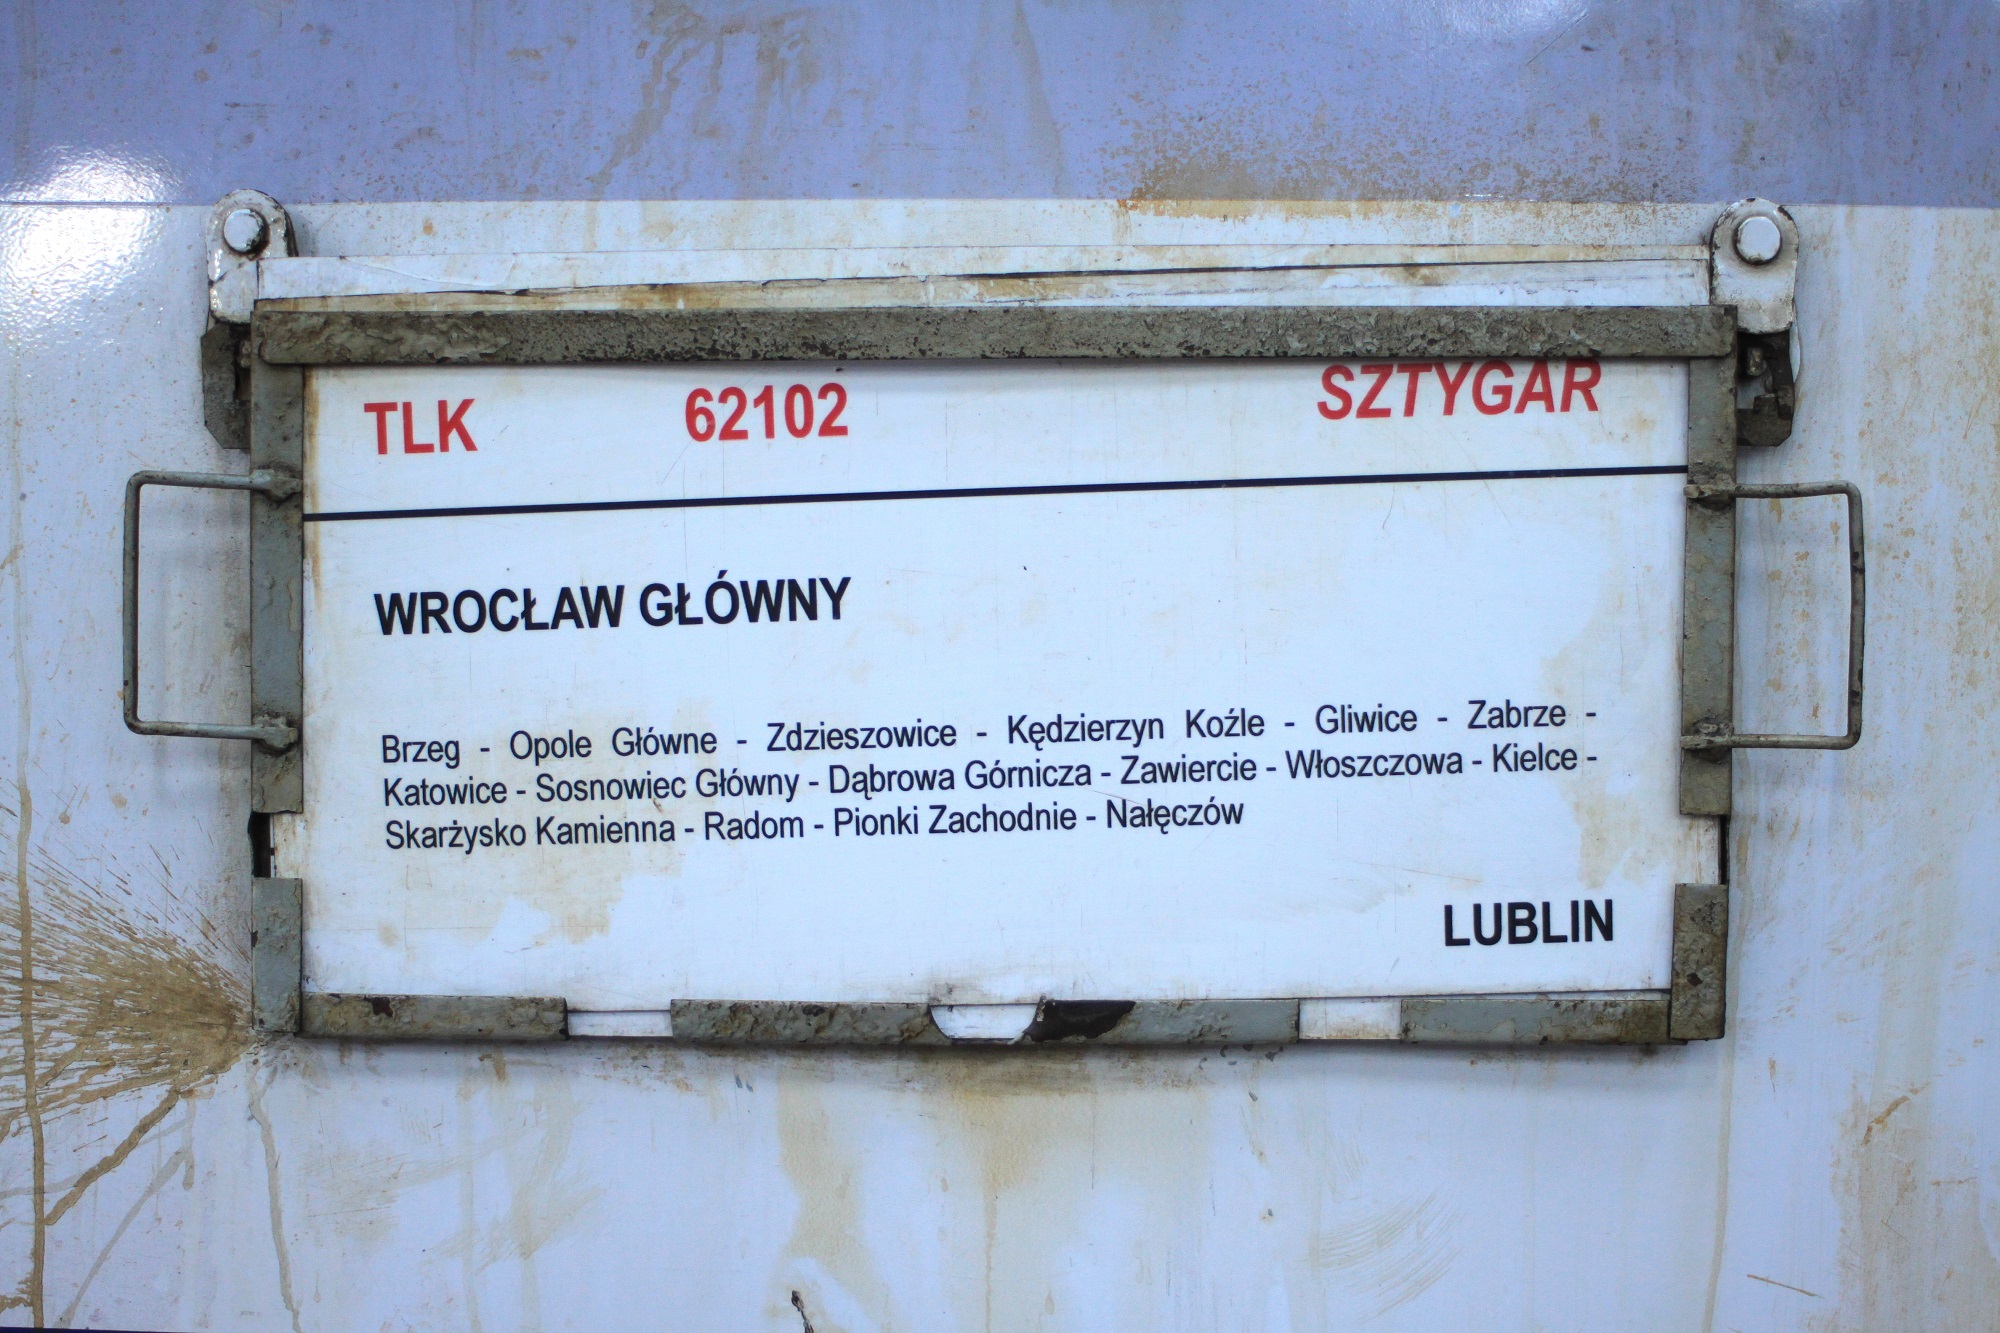 TLK 62102 SZTYGAR
WROCŁAW GŁÓWNY
Brzeg - Opole Główne - Zdzieszowice - Kędzierzyn Koźle - Gliwice - Zabrze -
Katowice - Sosnowiec Główny - Dąbrowa Górnicza - Zawiercie - Włoszczowa - Kielce -
Skarżysko Kamienna - Radom - Pionki Zachodnie - Nałęczów
LUBLIN